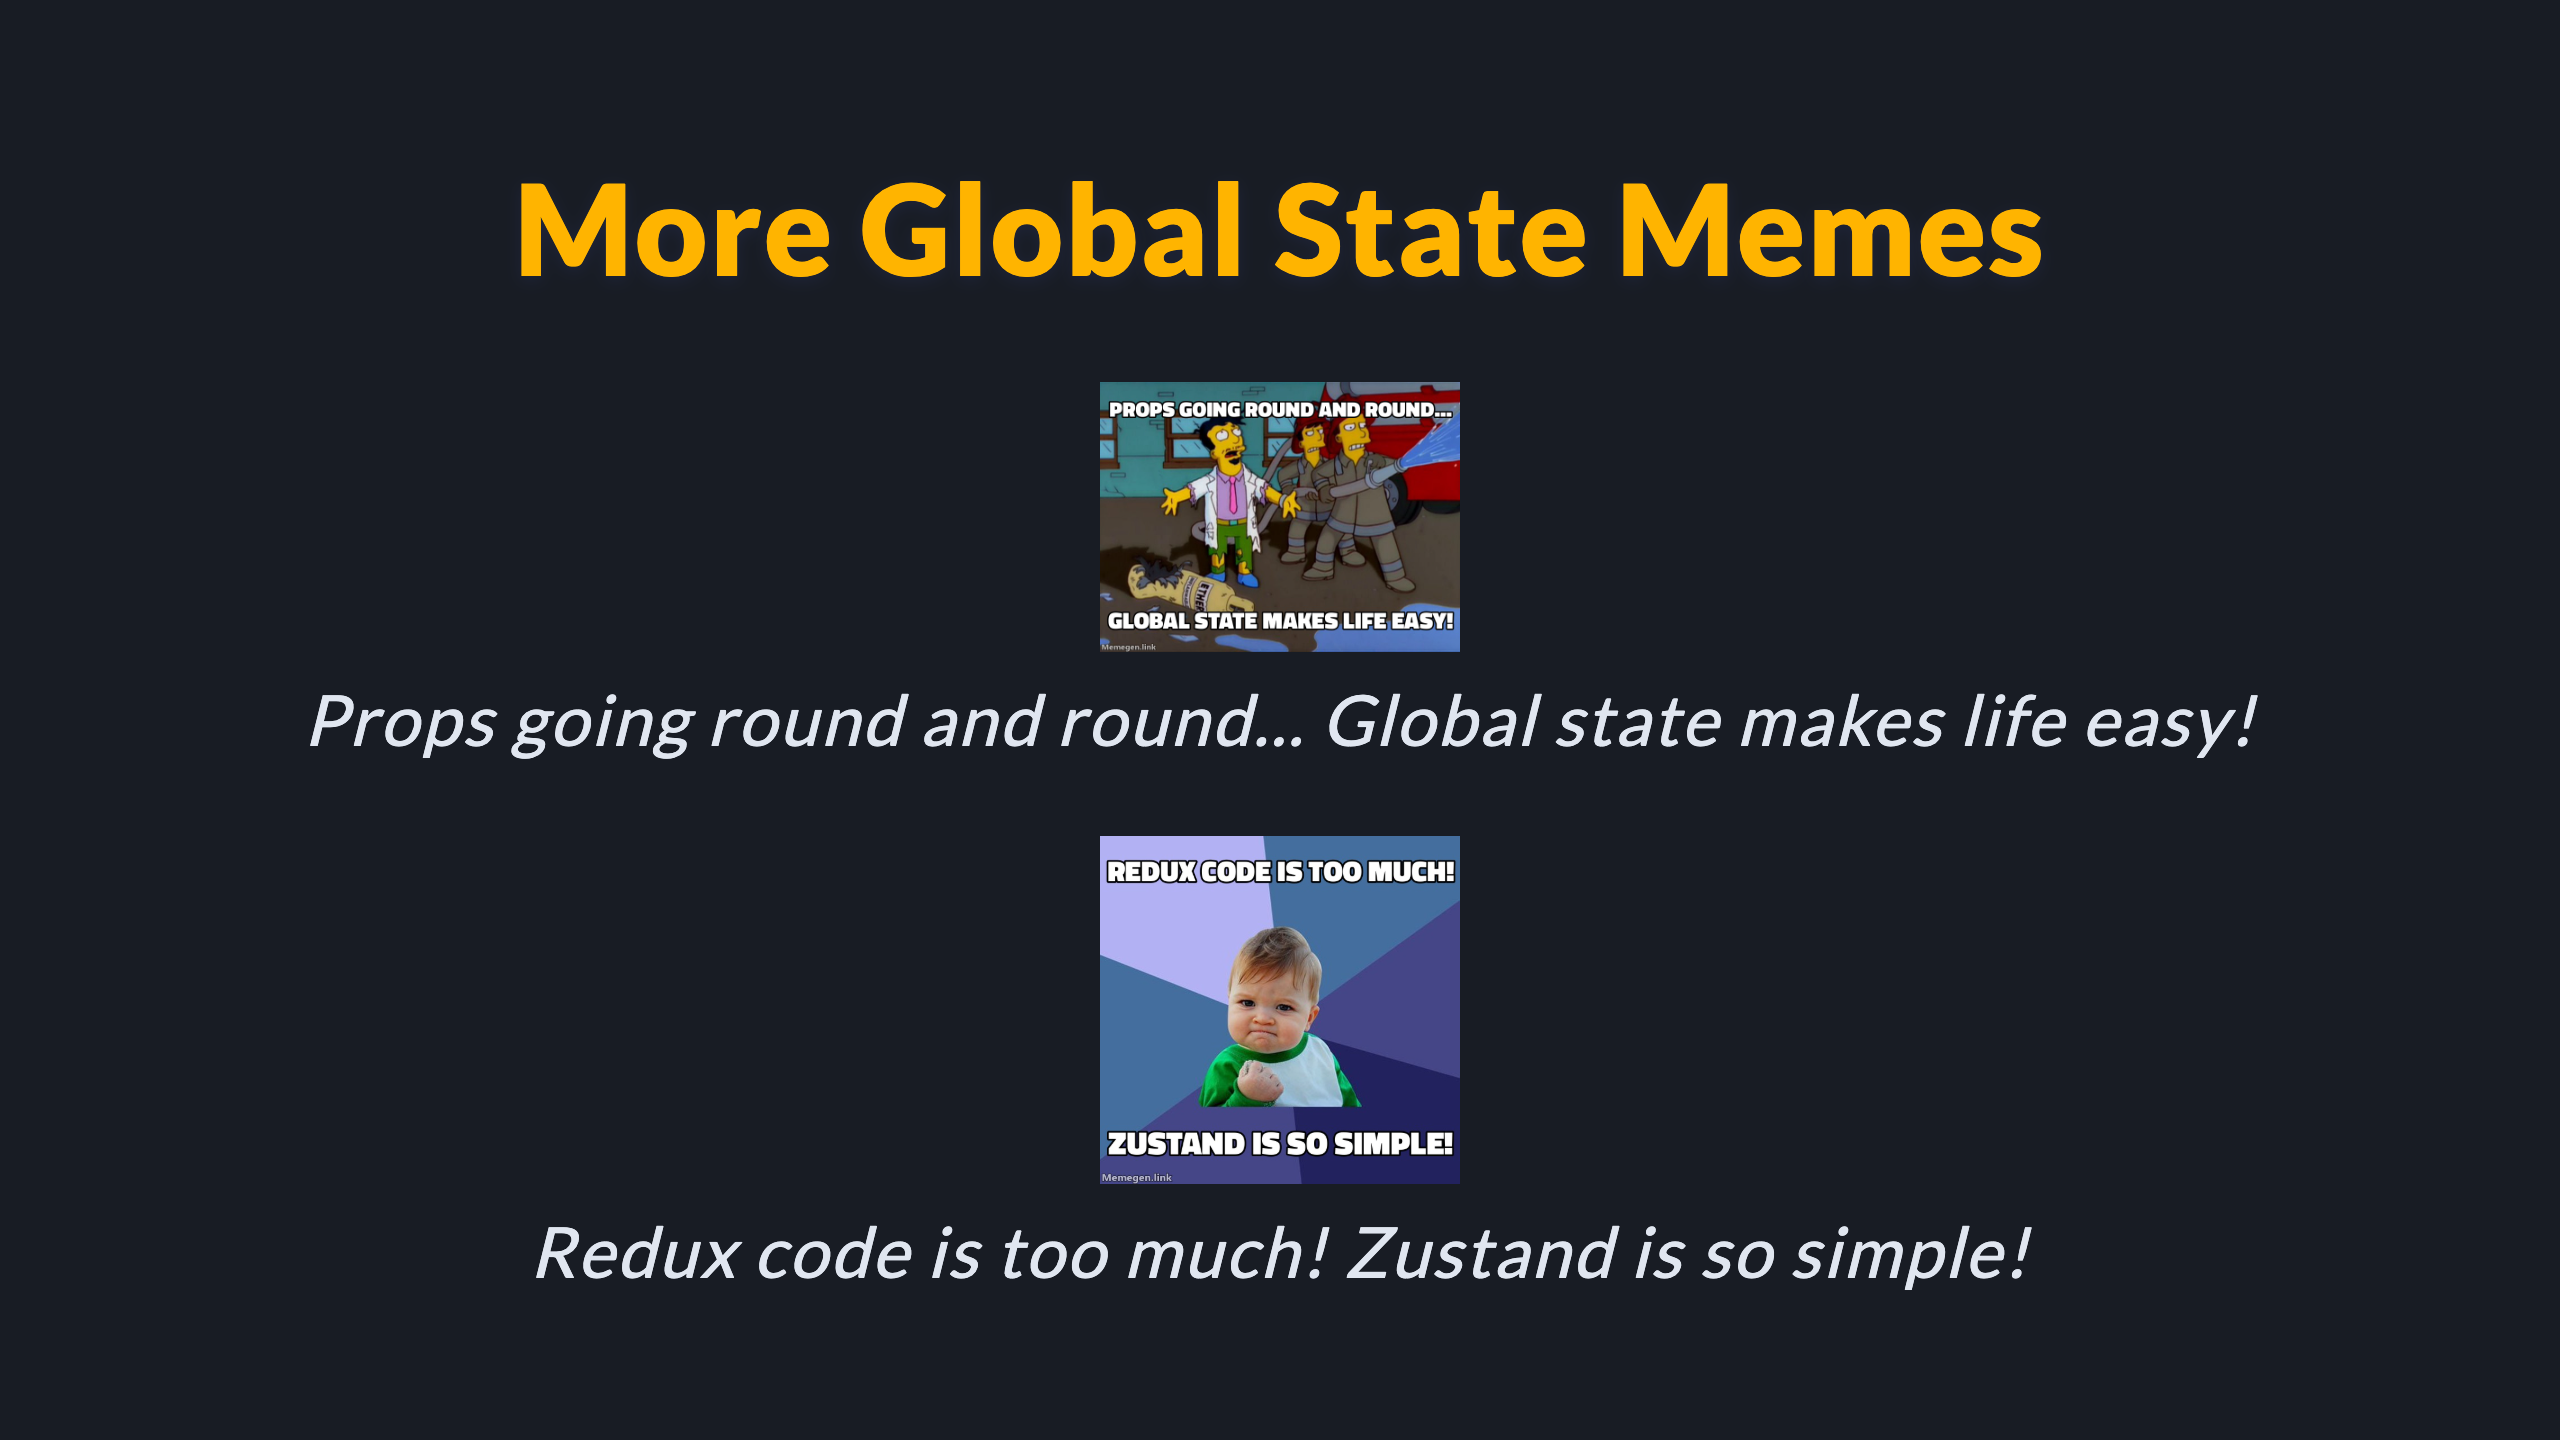 More Global State Memes
PROPS GOING ROUND AND ROUND...
ETHER
GLOBAL STATE MAKES LIFE EASY!
Memegen.link
Props going round and round... Global state makes life easy!
REDUX CODE IS TOO MUCH!
ZUSTAND IS SO SIMPLE!
Memegen.link
Redux code is too much! Zustand is so simple!